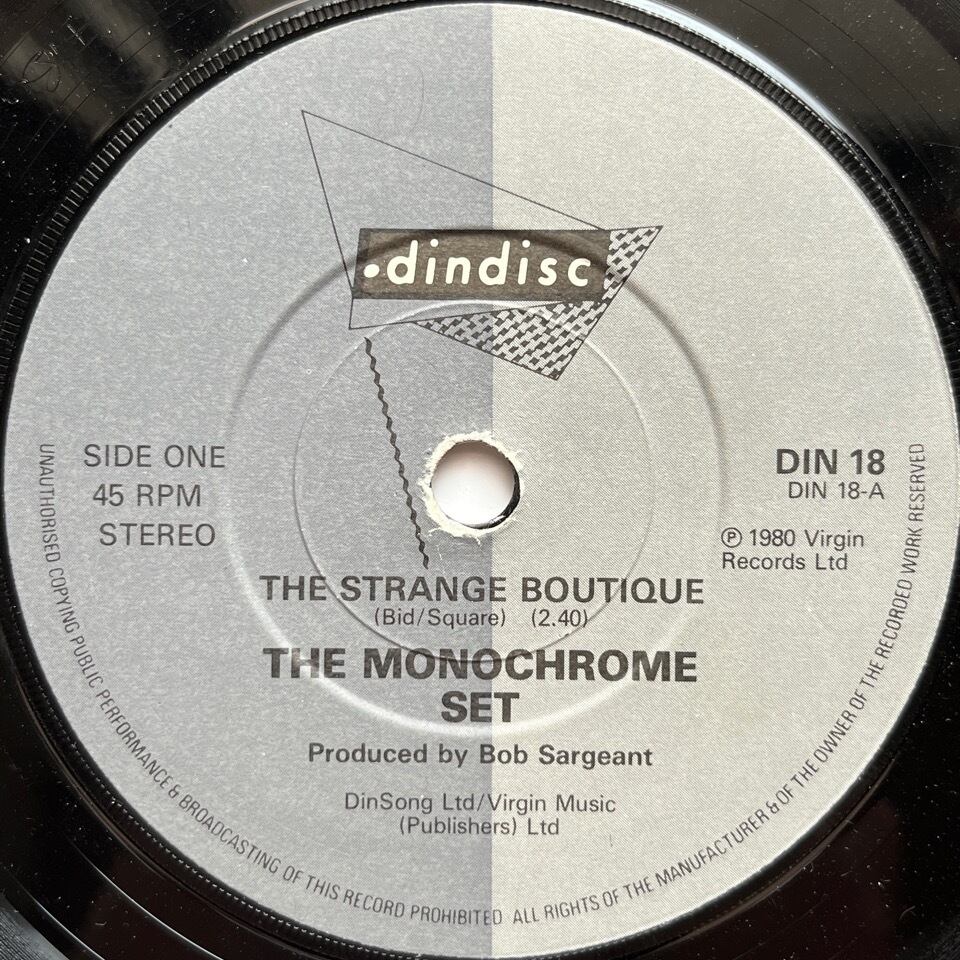 .dindisc
SIDE ONE
45 RPM
STEREO
DIN 18
DIN 18-A
℗ 1980 Virgin
Records Ltd
THE STRANGE BOUTIQUE
(Bid/Square) (2.40)
THE MONOCHROME
SET
Produced by Bob Sargeant
DinSong Ltd/Virgin Music
(Publishers) Ltd
UNAUTHORISED COPYING PUBLIC PERFORMANCE & BROADCASTING OF THIS RECORD PROHIBITED ALL RIGHTS OF THE MANUFACTURER & OF THE OWNER OF THE RECORDED WORK RESERVED